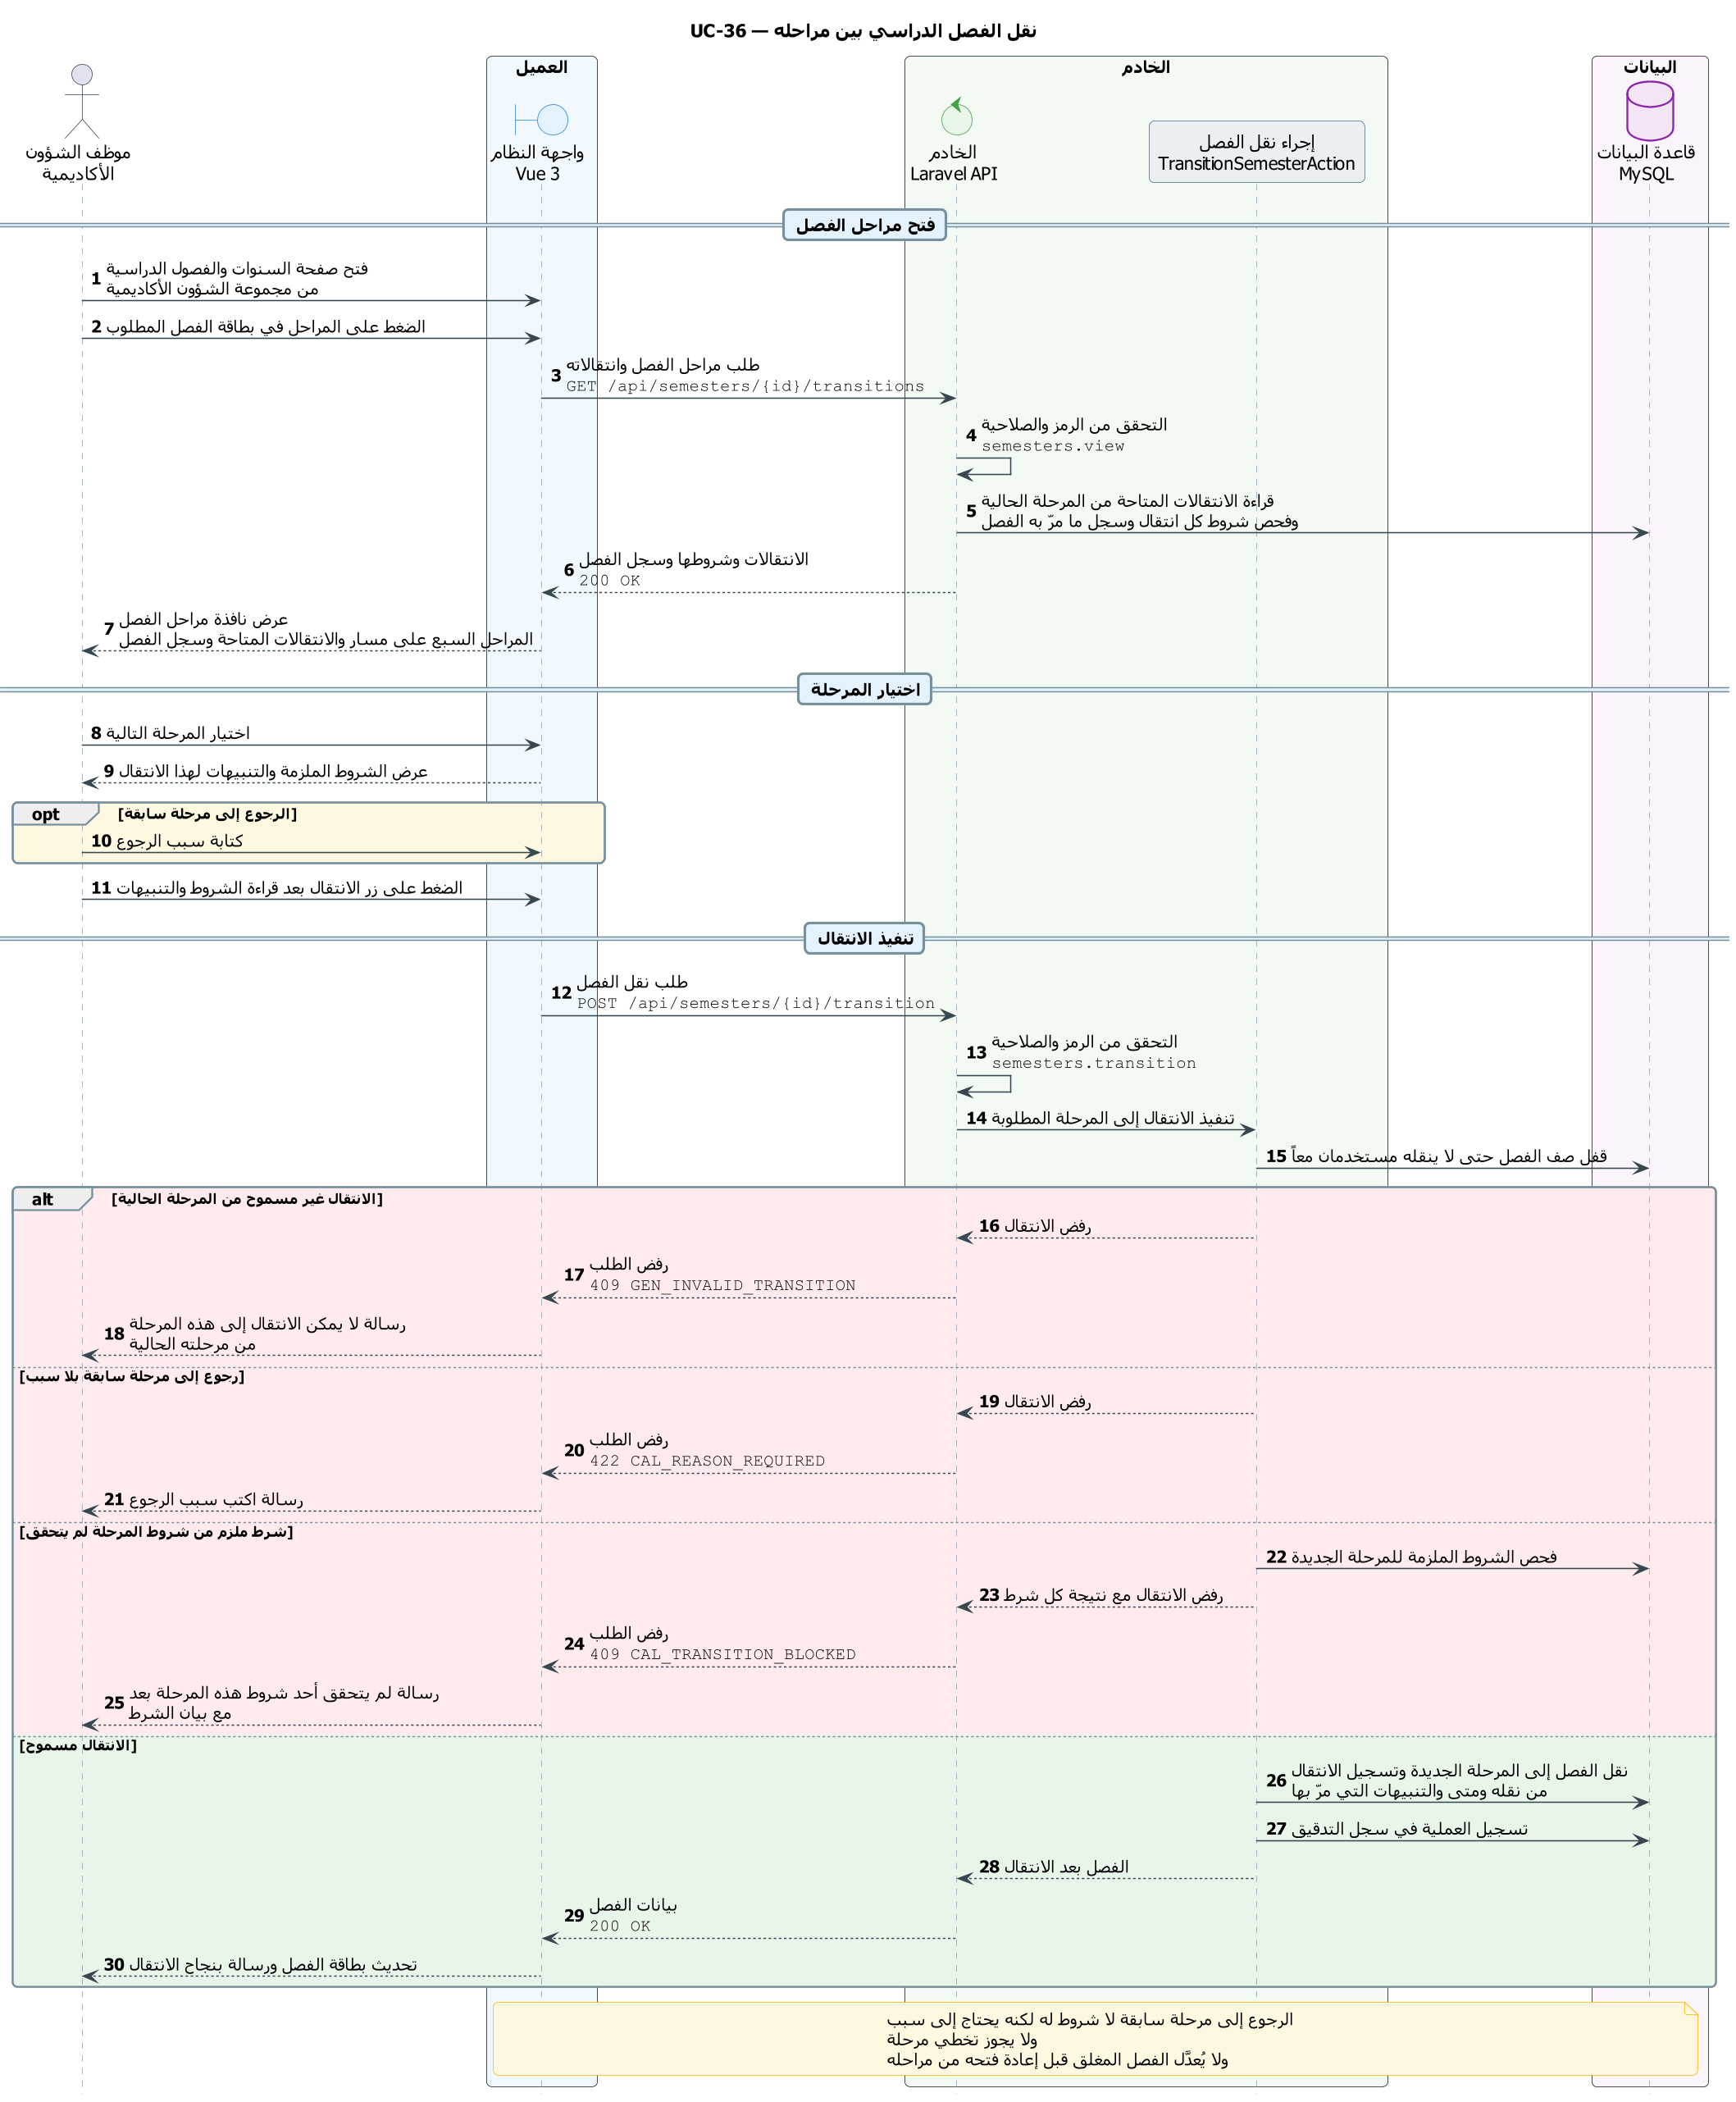 UC-36 — نقل الفصل الدراسي بين مراحله
العميل
الخادم
البيانات
موظف الشؤون
الأكاديمية
واجهة النظام
Vue 3
الخادم
Laravel API
إجراء نقل الفصل
TransitionSemesterAction
قاعدة البيانات
MySQL
فتح مراحل الفصل
1 فتح صفحة السنوات والفصول الدراسية
من مجموعة الشؤون الأكاديمية
2 الضغط على المراحل في بطاقة الفصل المطلوب
3 طلب مراحل الفصل وانتقالاته
GET /api/semesters/{id}/transitions
4 التحقق من الرمز والصلاحية
semesters.view
5 قراءة الانتقالات المتاحة من المرحلة الحالية
وفحص شروط كل انتقال وسجل ما مرّ به الفصل
6 الانتقالات وشروطها وسجل الفصل
200 OK
7 عرض نافذة مراحل الفصل
المراحل السبع على مسار والانتقالات المتاحة وسجل الفصل
اختيار المرحلة
8 اختيار المرحلة التالية
9 عرض الشروط الملزمة والتنبيهات لهذا الانتقال
opt [الرجوع إلى مرحلة سابقة]
10 كتابة سبب الرجوع
11 الضغط على زر الانتقال بعد قراءة الشروط والتنبيهات
تنفيذ الانتقال
12 طلب نقل الفصل
POST /api/semesters/{id}/transition
13 التحقق من الرمز والصلاحية
semesters.transition
14 تنفيذ الانتقال إلى المرحلة المطلوبة
15 قفل صف الفصل حتى لا ينقله مستخدمان معاً
alt [الانتقال غير مسموح من المرحلة الحالية]
16 رفض الانتقال
17 رفض الطلب
409 GEN_INVALID_TRANSITION
18 رسالة لا يمكن الانتقال إلى هذه المرحلة
من مرحلته الحالية
[رجوع إلى مرحلة سابقة بلا سبب]
19 رفض الانتقال
20 رفض الطلب
422 CAL_REASON_REQUIRED
21 رسالة اكتب سبب الرجوع
[شرط ملزم من شروط المرحلة لم يتحقق]
22 فحص الشروط الملزمة للمرحلة الجديدة
23 رفض الانتقال مع نتيجة كل شرط
24 رفض الطلب
409 CAL_TRANSITION_BLOCKED
25 رسالة لم يتحقق أحد شروط هذه المرحلة بعد
مع بيان الشرط
[الانتقال مسموح]
26 نقل الفصل إلى المرحلة الجديدة وتسجيل الانتقال
من نقله ومتى والتنبيهات التي مرّ بها
27 تسجيل العملية في سجل التدقيق
28 الفصل بعد الانتقال
29 بيانات الفصل
200 OK
30 تحديث بطاقة الفصل ورسالة بنجاح الانتقال
الرجوع إلى مرحلة سابقة لا شروط له لكنه يحتاج إلى سبب
ولا يجوز تخطي مرحلة
ولا يُعدَّل الفصل المغلق قبل إعادة فتحه من مراحله